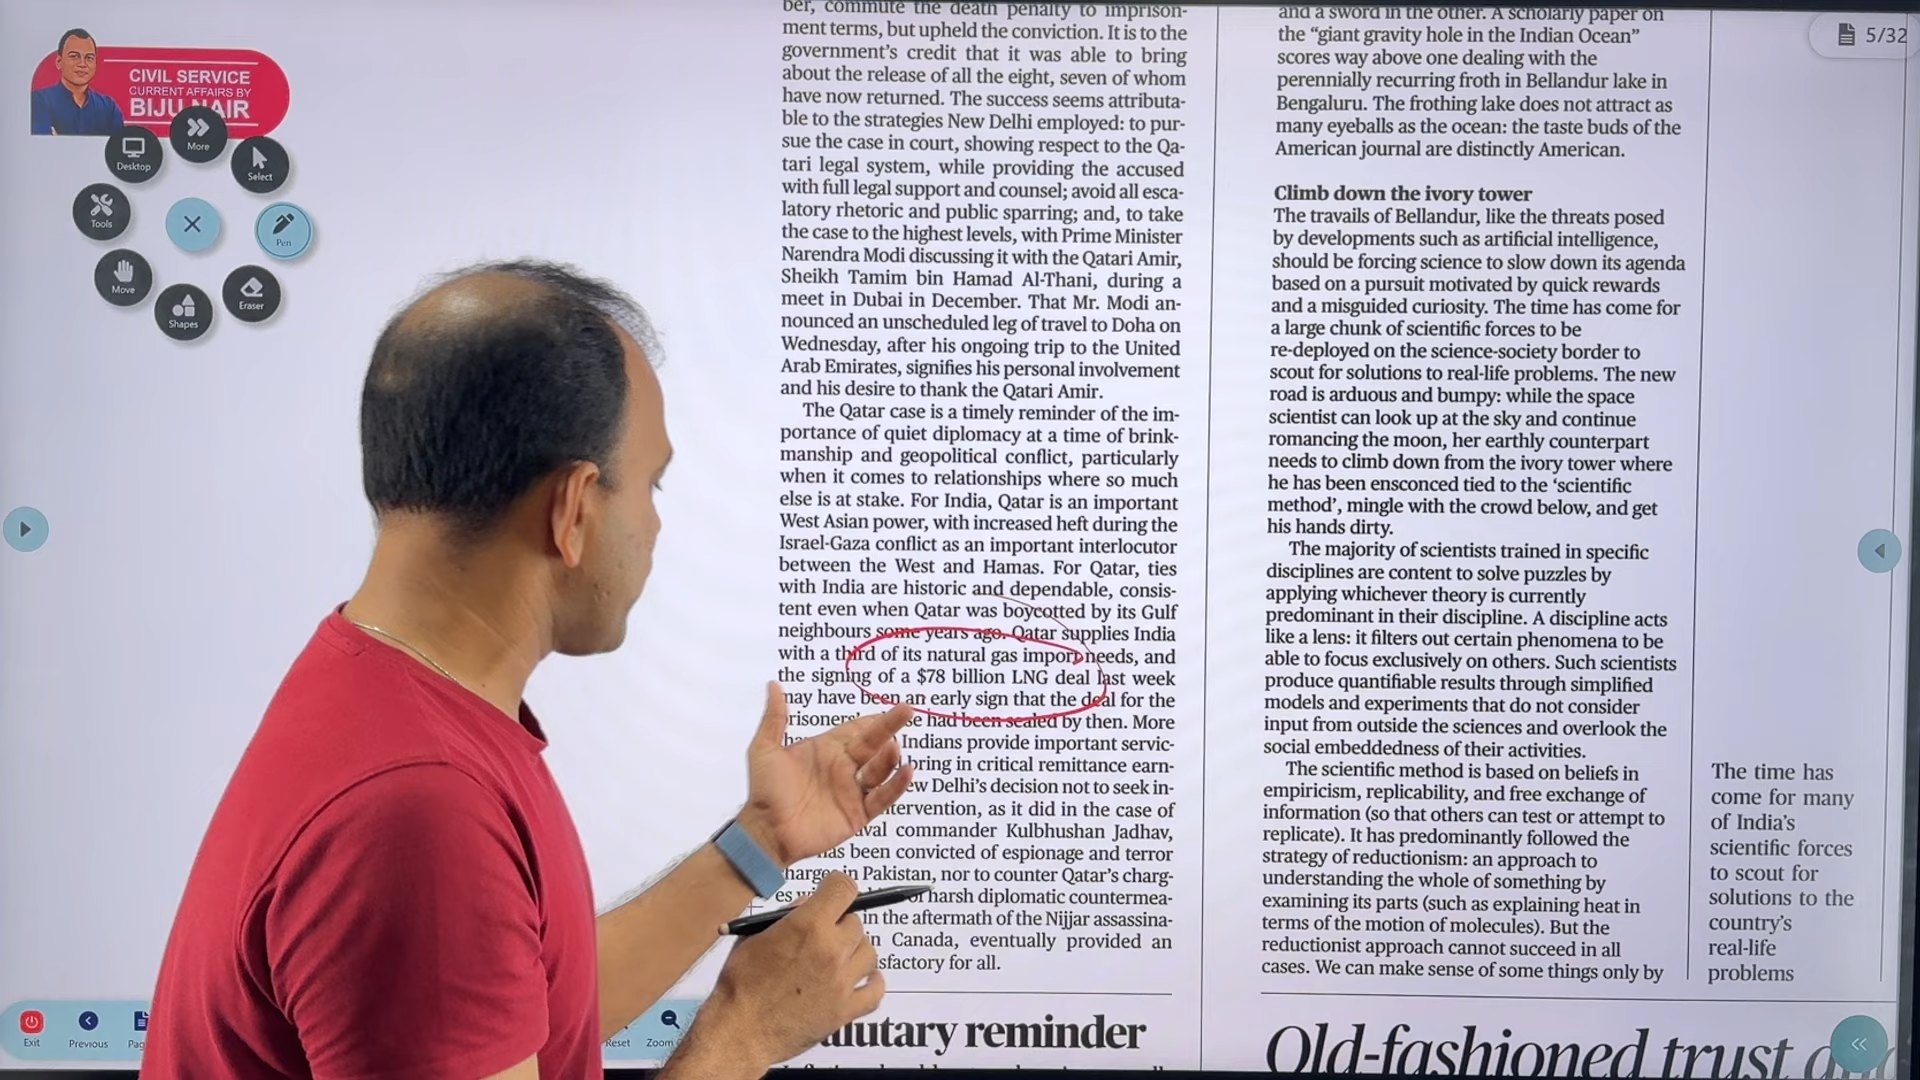 CIVIL SERVICE
CURRENT AFFAIRS BY
BIJU NAIR
More
Desktop
Select
Tools
Pen
Move
Eraser
Shapes
5/32
ber, commute the death penalty to imprison-
ment terms, but upheld the conviction. It is to the
government's credit that it was able to bring
about the release of all the eight, seven of whom
have now returned. The success seems attributa-
ble to the strategies New Delhi employed: to pur-
sue the case in court, showing respect to the Qa-
tari legal system, while providing the accused
with full legal support and counsel; avoid all esca-
latory rhetoric and public sparring; and, to take
the case to the highest levels, with Prime Minister
Narendra Modi discussing it with the Qatari Amir,
Sheikh Tamim bin Hamad Al-Thani, during a
meet in Dubai in December. That Mr. Modi an-
nounced an unscheduled leg of travel to Doha on
Wednesday, after his ongoing trip to the United
Arab Emirates, signifies his personal involvement
and his desire to thank the Qatari Amir.
The Qatar case is a timely reminder of the im-
portance of quiet diplomacy at a time of brink-
manship and geopolitical conflict, particularly
when it comes to relationships where so much
else is at stake. For India, Qatar is an important
West Asian power, with increased heft during the
Israel-Gaza conflict as an important interlocutor
between the West and Hamas. For Qatar, ties
with India are historic and dependable, consis-
tent even when Qatar was boycotted by its Gulf
neighbours some years ago. Qatar supplies India
with a third of its natural gas import needs, and
the signing of a $78 billion LNG deal last week
may have been an early sign that the deal for the
had been sealed by then. More
Indians provide important servic-
bring in critical remittance earn-
Delhi's decision not to seek in-
as it did in the case of
commander Kulbhushan Jadhav,
has been convicted of espionage and terror
in Pakistan, nor to counter Qatar's charg-
es harsh diplomatic countermea-
in the aftermath of the Nijjar assassina-
in Canada, eventually provided an
for all.
reminder
and a sword in the other. A scholarly paper on
the “giant gravity hole in the Indian Ocean”
scores way above one dealing with the
perennially recurring froth in Bellandur lake in
Bengaluru. The frothing lake does not attract as
many eyeballs as the ocean: the taste buds of the
American journal are distinctly American.
Climb down the ivory tower
The travails of Bellandur, like the threats posed
by developments such as artificial intelligence,
should be forcing science to slow down its agenda
based on a pursuit motivated by quick rewards
and a misguided curiosity. The time has come for
a large chunk of scientific forces to be
re-deployed on the science-society border to
scout for solutions to real-life problems. The new
road is arduous and bumpy: while the space
scientist can look up at the sky and continue
romancing the moon, her earthly counterpart
needs to climb down from the ivory tower where
he has been ensconced tied to the ‘scientific
method’, mingle with the crowd below, and get
his hands dirty.
The majority of scientists trained in specific
disciplines are content to solve puzzles by
applying whichever theory is currently
predominant in their discipline. A discipline acts
like a lens: it filters out certain phenomena to be
able to focus exclusively on others. Such scientists
produce quantifiable results through simplified
models and experiments that do not consider
input from outside the sciences and overlook the
social embeddedness of their activities.
The scientific method is based on beliefs in
empiricism, replicability, and free exchange of
information (so that others can test or attempt to
replicate). It has predominantly followed the
strategy of reductionism: an approach to
understanding the whole of something by
examining its parts (such as explaining heat in
terms of the motion of molecules). But the
reductionist approach cannot succeed in all
cases. We can make sense of some things only by
The time has
come for many
of India's
scientific forces
to scout for
solutions to the
country's
real-life
problems
Old-fashioned trust
Exit
Previous
Reset
Zoom